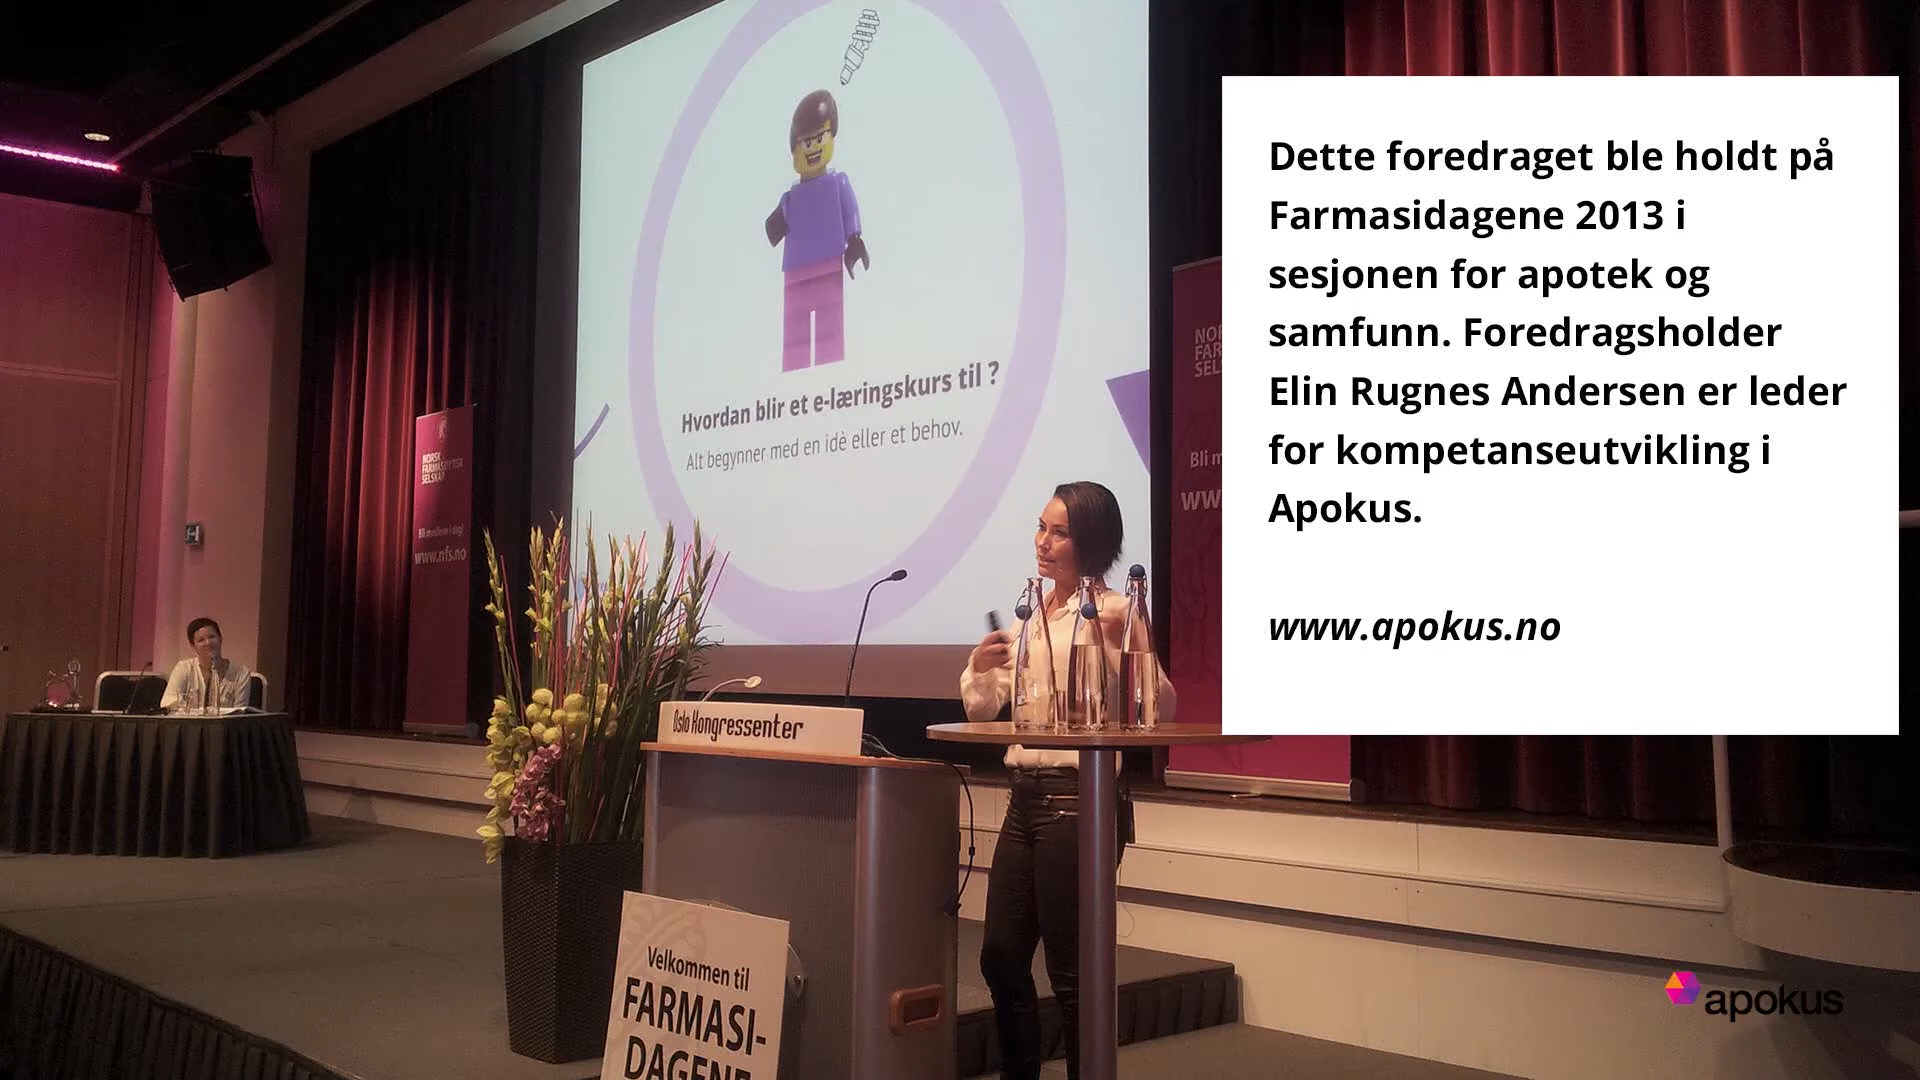 Hvordan blir et e-læringskurs til ?
Alt begynner med en idè eller et behov.
Dette foredraget ble holdt på
Farmasidagene 2013 i
sesjonen for apotek og
samfunn. Foredragsholder
Elin Rugnes Andersen er leder
for kompetanseutvikling i
Apokus.
www.apokus.no
NORSK
FARMASØYTISK
SELSKAP
Bli medlem i dag!
www.nfs.no
Oslo Kongressenter
Velkommen til
FARMASI-
DAGENE
apokus